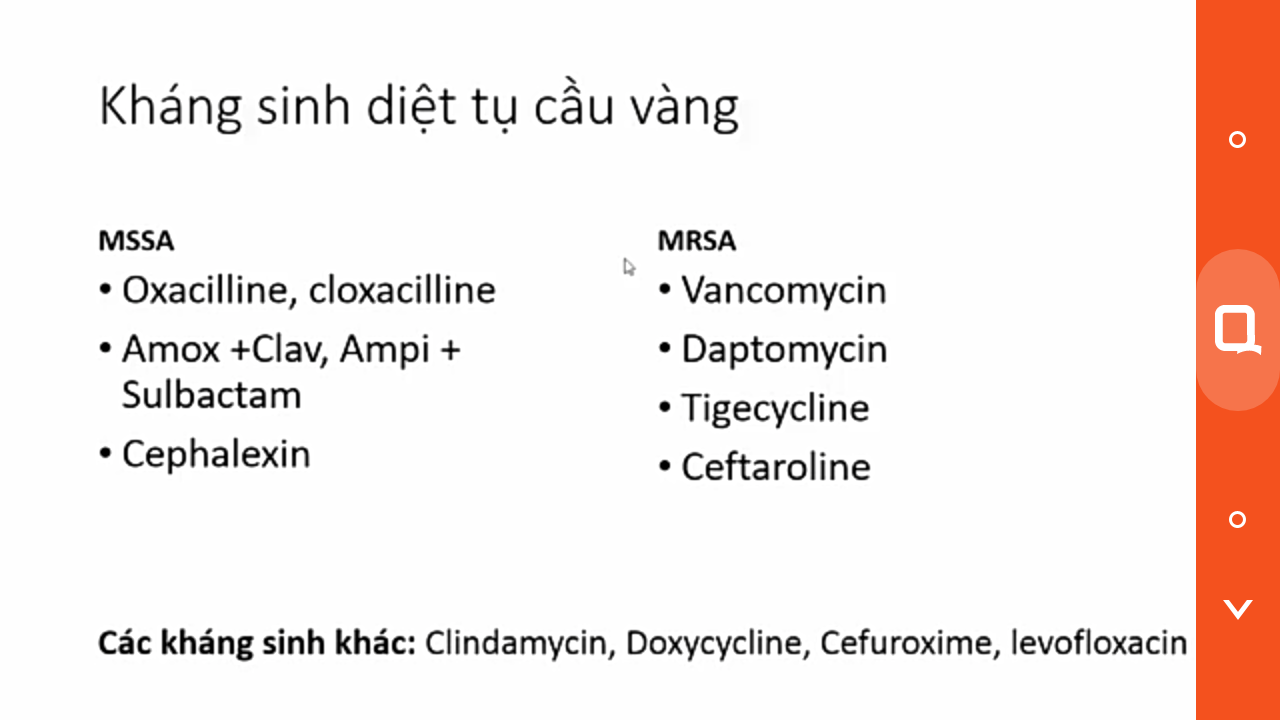 Kháng sinh diệt tụ cầu vàng
MSSA
• Oxacilline, cloxacilline
• Amox +Clav, Ampi +
Sulbactam
• Cephalexin
MRSA
• Vancomycin
• Daptomycin
• Tigecycline
• Ceftaroline
Các kháng sinh khác: Clindamycin, Doxycycline, Cefuroxime, levofloxacin